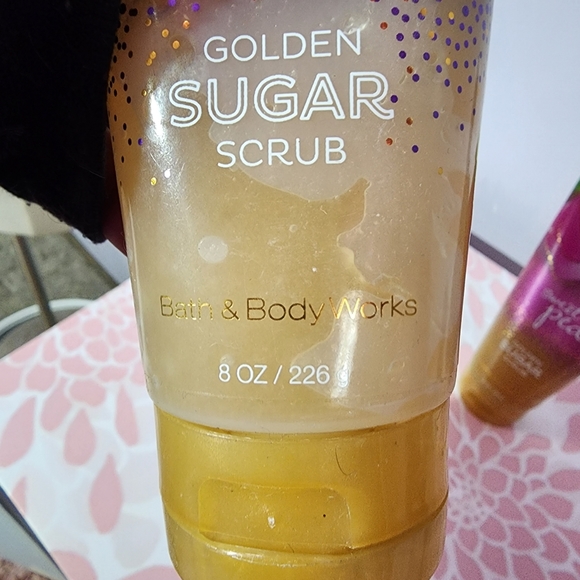 GOLDEN
SUGAR
SCRUB
Bath & Body Works
8 OZ / 226 g